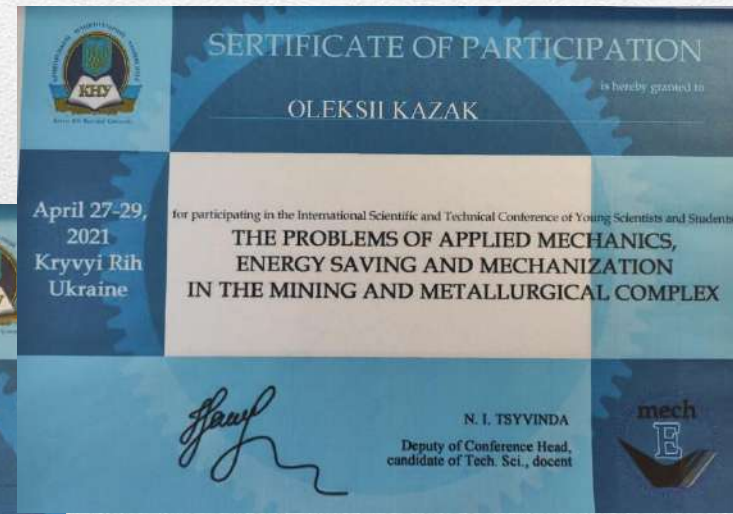 SERTIFICATE OF PARTICIPATION
is hereby granted to
OLEKSII KAZAK
КНУ
April 27-29,
2021
Kryvyi Rih
Ukraine
for participating in the International Scientific and Technical Conference of Young Scientists and Students
THE PROBLEMS OF APPLIED MECHANICS,
ENERGY SAVING AND MECHANIZATION
IN THE MINING AND METALLURGICAL COMPLEX
N. I. TSYVINDA
Deputy of Conference Head,
candidate of Tech. Sci., docent
mech
E